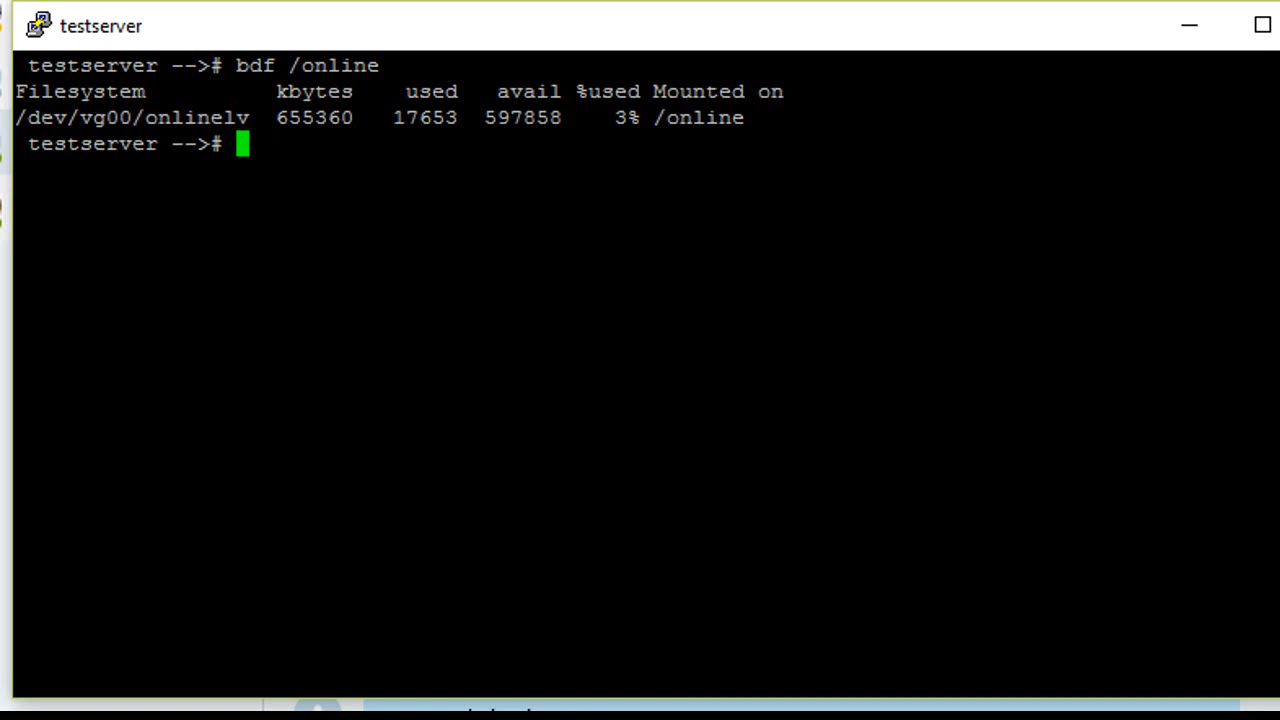 testserver
testserver --># bdf /online
Filesystem          kbytes    used   avail %used Mounted on
/dev/vg00/onlinelv  655360   17653  597858    3% /online
testserver --->#